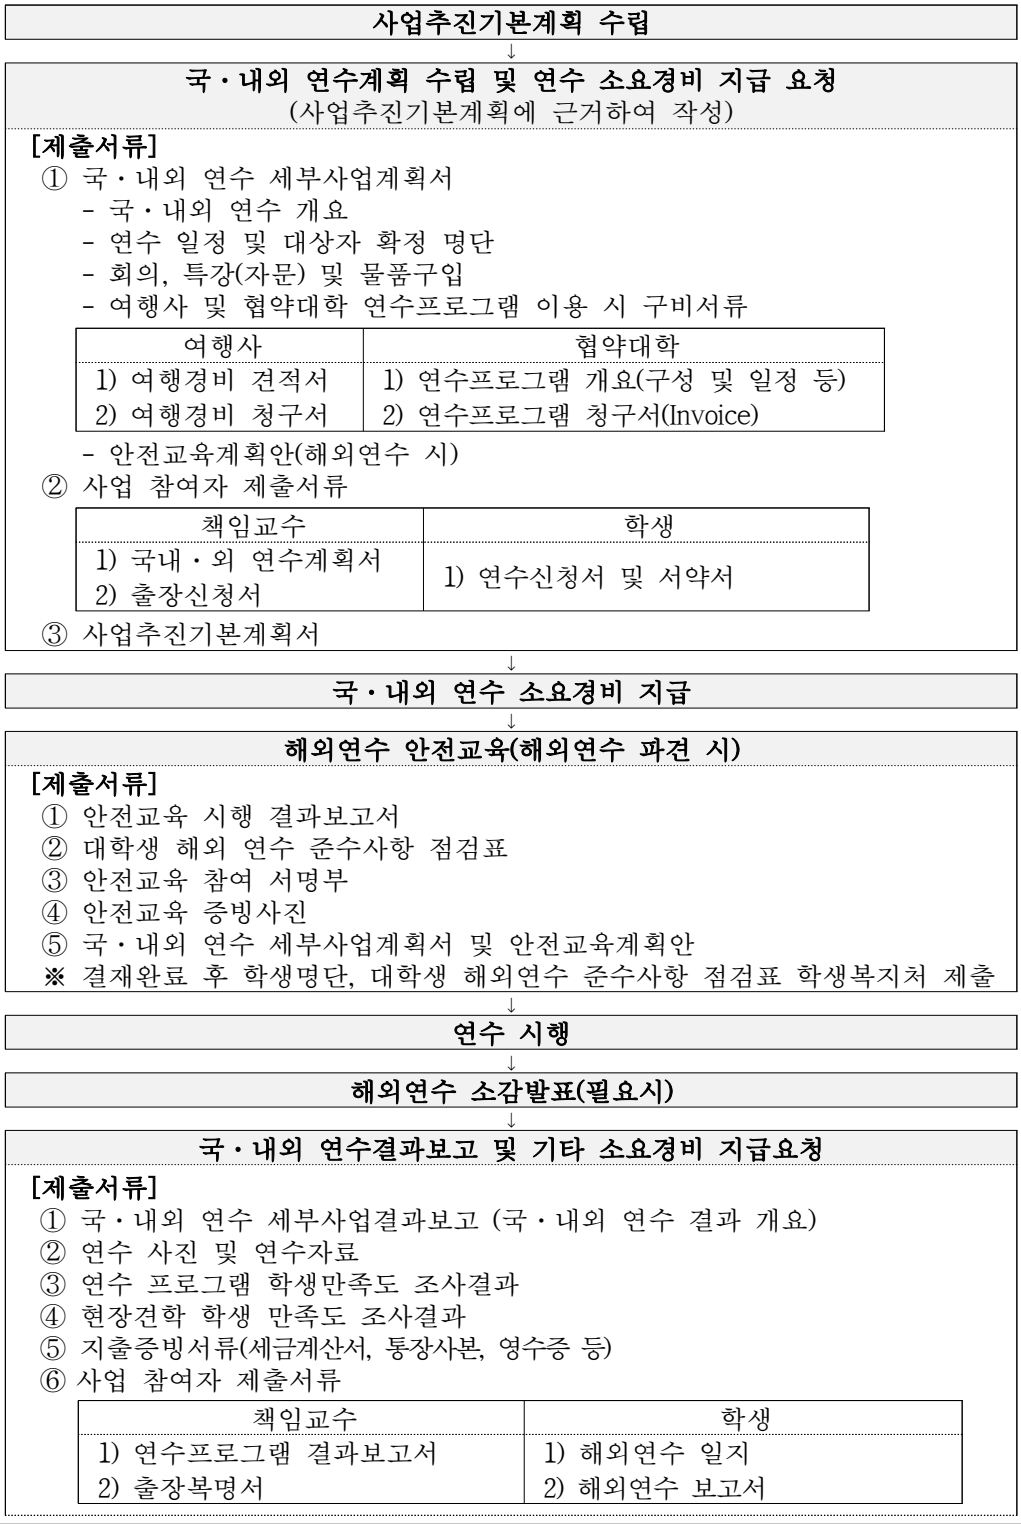 사업추진기본계획 수립
↓
국・내외 연수계획 수립 및 연수 소요경비 지급 요청
(사업추진기본계획에 근거하여 작성)
[제출서류]
① 국・내외 연수 세부사업계획서
- 국・내외 연수 개요
- 연수 일정 및 대상자 확정 명단
- 회의, 특강(자문) 및 물품구입
- 여행사 및 협약대학 연수프로그램 이용 시 구비서류
여행사 협약대학
1) 여행경비 견적서 1) 연수프로그램 개요(구성 및 일정 등)
2) 여행경비 청구서 2) 연수프로그램 청구서(Invoice)
- 안전교육계획안(해외연수 시)
② 사업 참여자 제출서류
책임교수 학생
1) 국내・외 연수계획서
1) 연수신청서 및 서약서
2) 출장신청서
③ 사업추진기본계획서
↓
국・내외 연수 소요경비 지급
↓
해외연수 안전교육(해외연수 파견 시)
[제출서류]
① 안전교육 시행 결과보고서
② 대학생 해외 연수 준수사항 점검표
③ 안전교육 참여 서명부
④ 안전교육 증빙사진
⑤ 국・내외 연수 세부사업계획서 및 안전교육계획안
※ 결재완료 후 학생명단, 대학생 해외연수 준수사항 점검표 학생복지처 제출
↓
연수 시행
↓
해외연수 소감발표(필요시)
↓
국・내외 연수결과보고 및 기타 소요경비 지급요청
[제출서류]
① 국・내외 연수 세부사업결과보고 (국・내외 연수 결과 개요)
② 연수 사진 및 연수자료
③ 연수 프로그램 학생만족도 조사결과
④ 현장견학 학생 만족도 조사결과
⑤ 지출증빙서류(세금계산서, 통장사본, 영수증 등)
⑥ 사업 참여자 제출서류
책임교수 학생
1) 연수프로그램 결과보고서 1) 해외연수 일지
2) 출장복명서 2) 해외연수 보고서